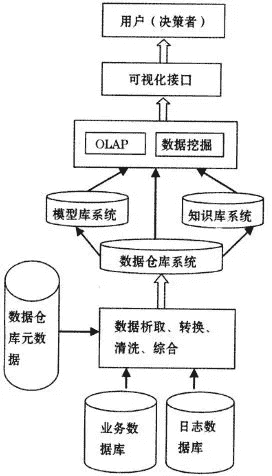 用户（决策者）
可视化接口
OLAP
数据挖掘
模型库系统
知识库系统
数据仓库系统
数据仓
库元数
据
数据析取、转换、
清洗、综合
业务数
据库
日志数
据库